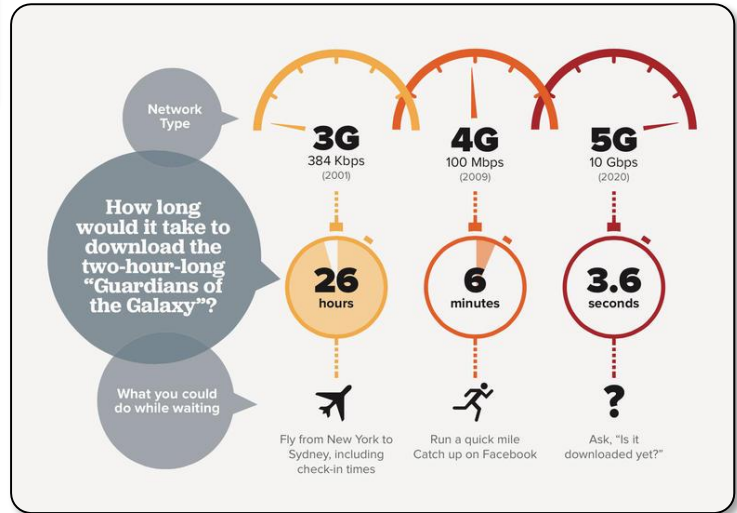 Network
Type
3G
384 Kbps
(2001)
4G
100 Mbps
(2009)
5G
10 Gbps
(2020)
How long
would it take to
download the
two-hour-long
“Guardians of
the Galaxy”?
26
hours
6
minutes
3.6
seconds
What you could
do while waiting
Fly from New York to
Sydney, including
check-in times
Run a quick mile
Catch up on Facebook
?
Ask, “Is it
downloaded yet?”